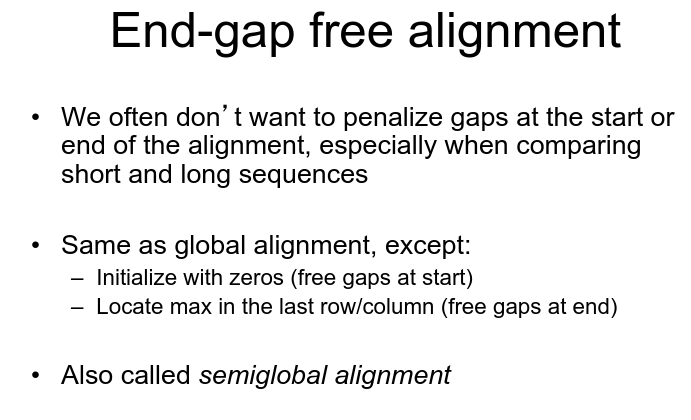 End-gap free alignment
• We often don’t want to penalize gaps at the start or
end of the alignment, especially when comparing
short and long sequences
• Same as global alignment, except:
– Initialize with zeros (free gaps at start)
– Locate max in the last row/column (free gaps at end)
• Also called semiglobal alignment